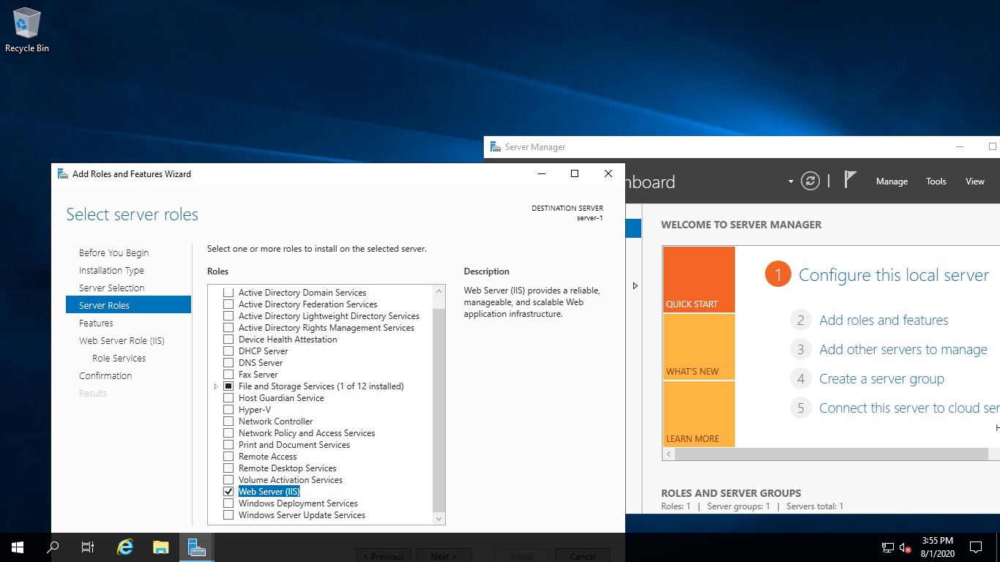 Recycle Bin
Server Manager
Add Roles and Features Wizard
hboard
Manage
Tools
View
Select server roles
DESTINATION SERVER
server-1
Before You Begin
Installation Type
Server Selection
Server Roles
Features
Web Server Role (IIS)
Role Services
Confirmation
Results
Select one or more roles to install on the selected server.
Roles
Active Directory Domain Services
Active Directory Federation Services
Active Directory Lightweight Directory Services
Active Directory Rights Management Services
Device Health Attestation
DHCP Server
DNS Server
Fax Server
File and Storage Services (1 of 12 installed)
Host Guardian Service
Hyper-V
Network Controller
Network Policy and Access Services
Print and Document Services
Remote Access
Remote Desktop Services
Volume Activation Services
Web Server (IIS)
Windows Deployment Services
Windows Server Update Services
Description
Web Server (IIS) provides a reliable,
manageable, and scalable Web
application infrastructure.
< Previous
Next >
Install
Cancel
WELCOME TO SERVER MANAGER
QUICK START
WHAT'S NEW
LEARN MORE
1 Configure this local server
2 Add roles and features
3 Add other servers to manage
4 Create a server group
5 Connect this server to cloud ser
H
ROLES AND SERVER GROUPS
Roles: 1 | Server groups: 1 | Servers total: 1
3:55 PM
8/1/2020